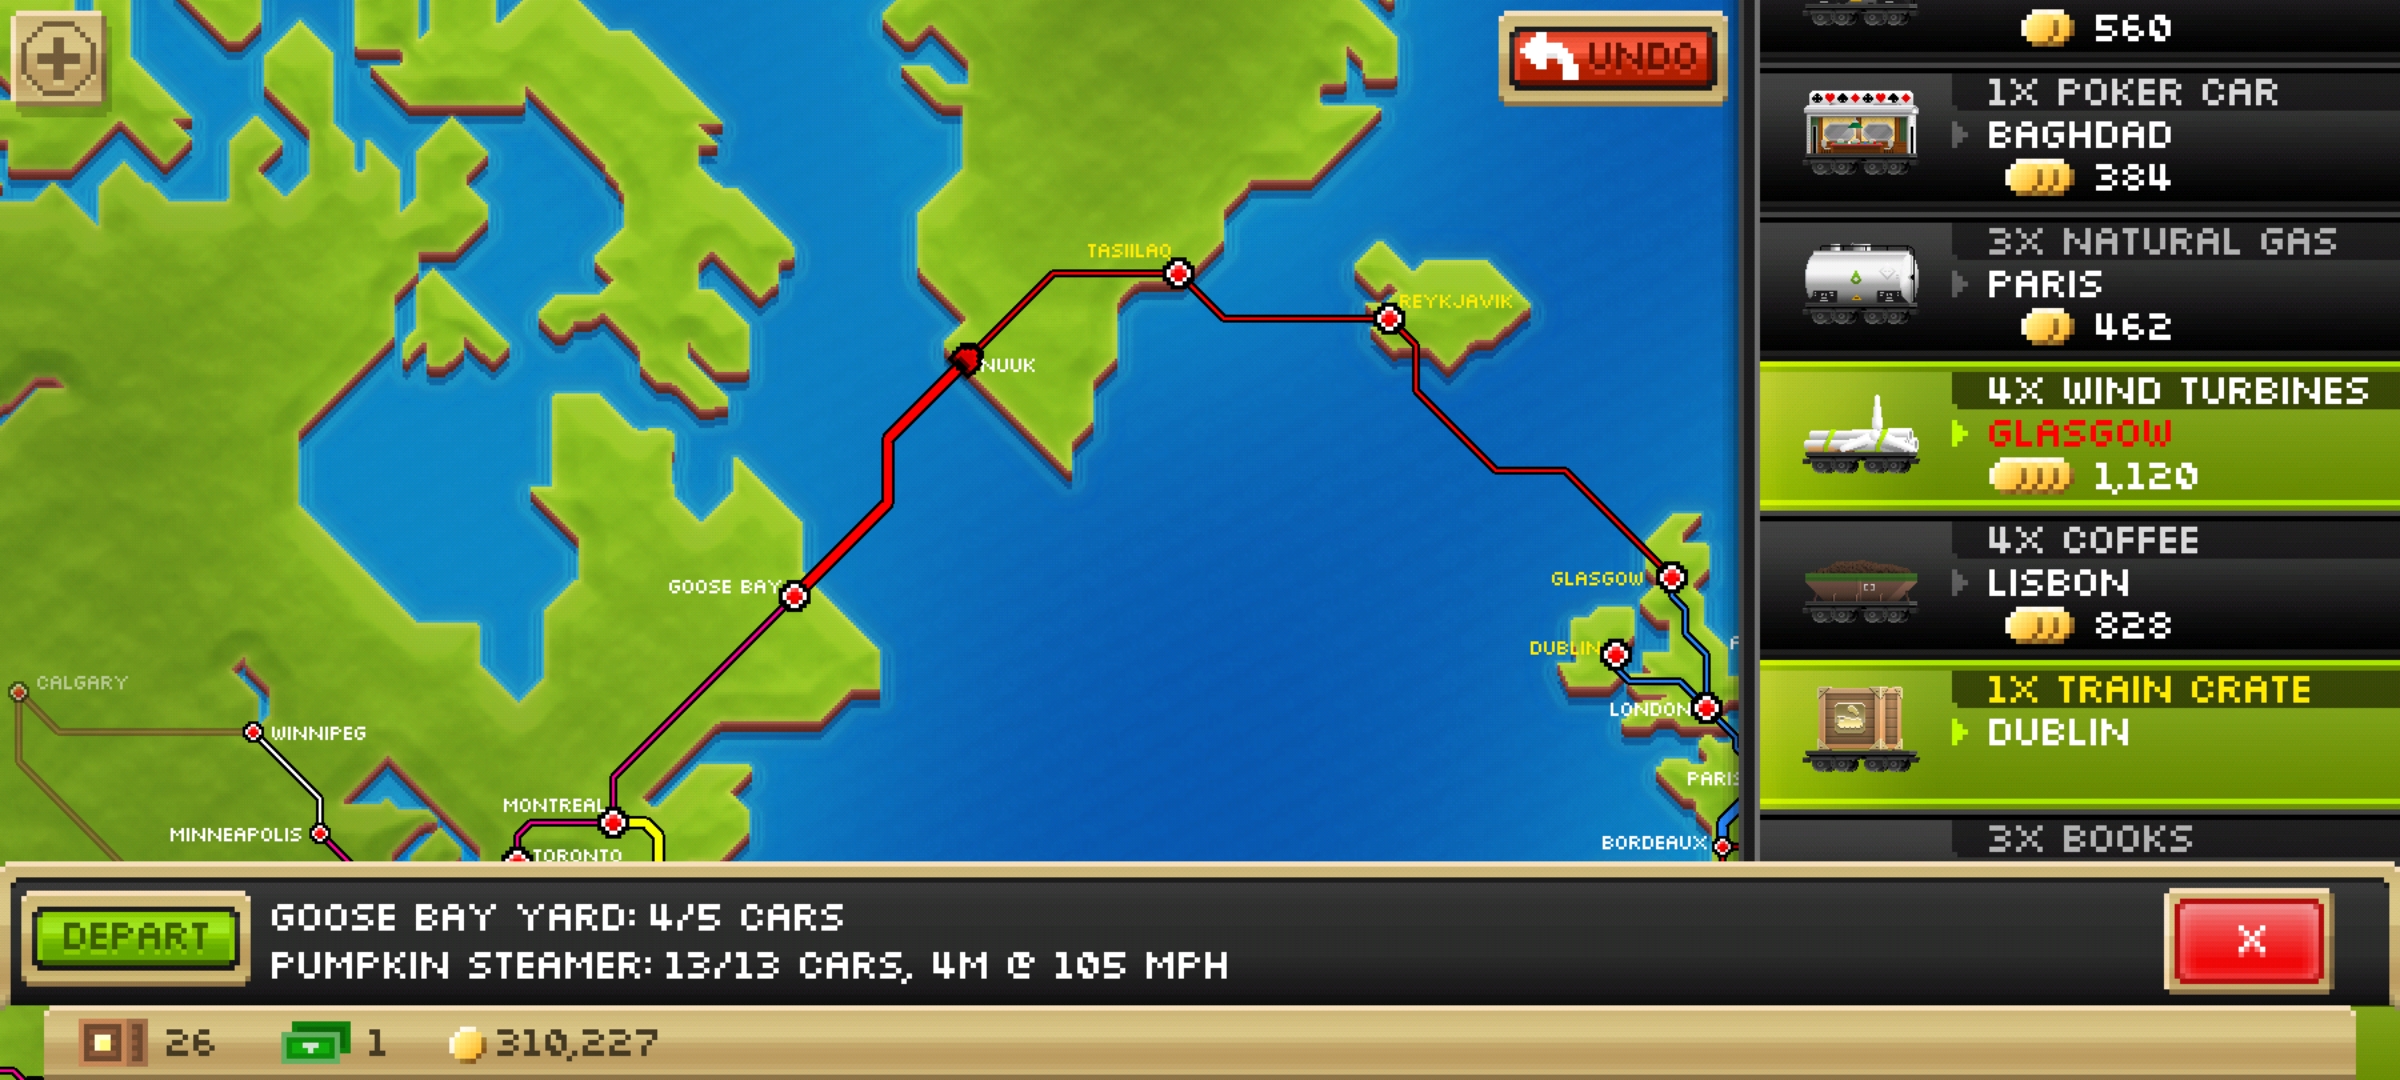 UNDO
TASIILAQ
REYKJAVIK
NUUK
GOOSE BAY
GLASGOW
DUBLIN
LONDON
CALGARY
WINNIPEG
PARIS
MONTREAL
MINNEAPOLIS
BORDEAUX
TORONTO
560
1X POKER CAR
BAGHDAD
384
3X NATURAL GAS
PARIS
462
4X WIND TURBINES
GLASGOW
1,120
4X COFFEE
LISBON
828
1X TRAIN CRATE
DUBLIN
3X BOOKS
DEPART
GOOSE BAY YARD: 4/5 CARS
PUMPKIN STEAMER: 13/13 CARS, 4M @ 105 MPH
X
26
1
310,227